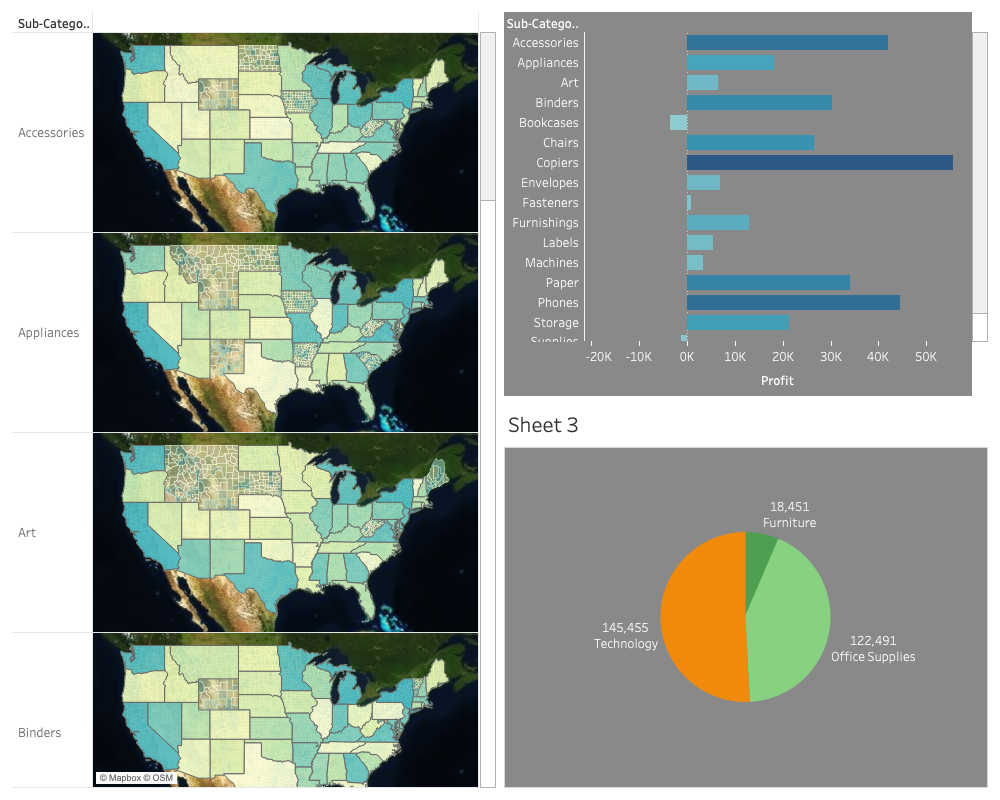 Sub-Catego..
Accessories
Appliances
Art
Binders
© Mapbox © OSM
Sub-Catego..
Accessories
Appliances
Art
Binders
Bookcases
Chairs
Copiers
Envelopes
Fasteners
Furnishings
Labels
Machines
Paper
Phones
Storage
Supplies
-20K -10K 0K 10K 20K 30K 40K 50K
Profit
Sheet 3
18,451
Furniture
145,455
Technology
122,491
Office Supplies